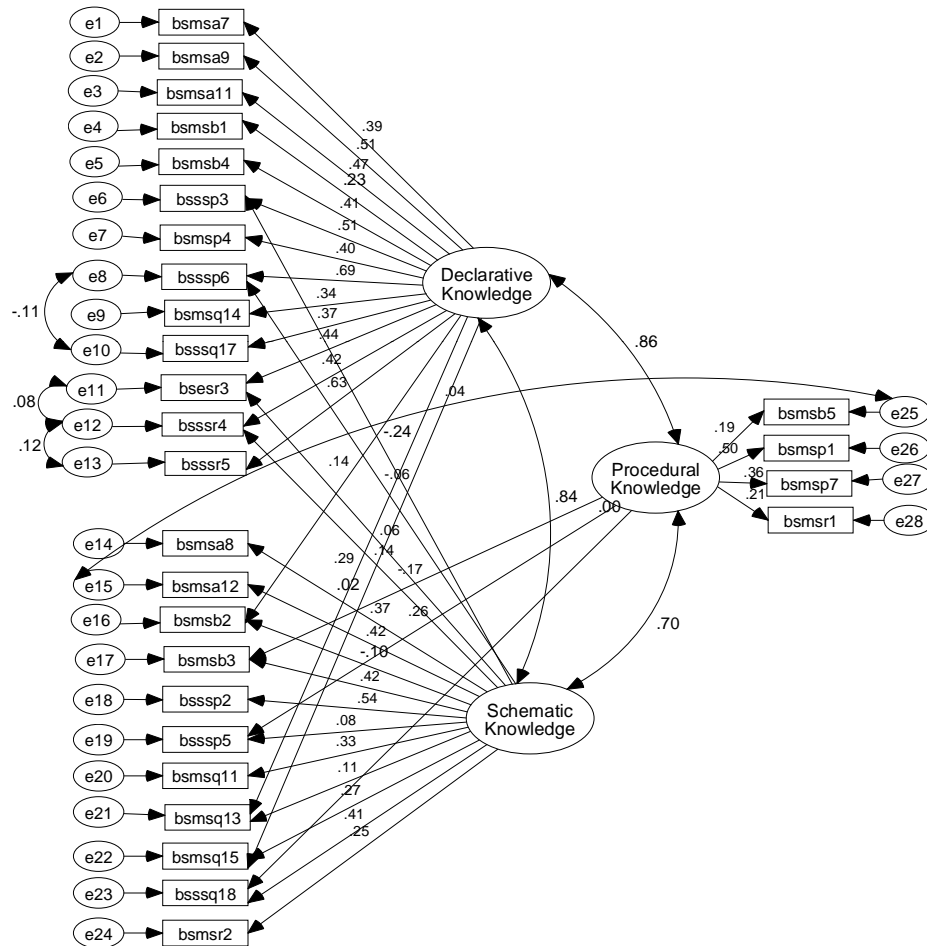 e1 bsmsa7
e2 bsmsa9
e3 bsmsa11
e4 bsmsb1
e5 bsmsb4
e6 bsssp3
e7 bsmsp4
e8 bsssp6
e9 bsmsq14
e10 bsssq17
e11 bsesr3
e12 bsssr4
e13 bsssr5
-.11
.08
.12
.39
.51
.47
.23
.41
.51
.40
.69
.34
.37
.44
.42
.63
.04
Declarative
Knowledge
.86
e25
bsmsb5
e26
bsmsp1
e27
bsmsp7
e28
bsmsr1
.19
.50
.36
.21
Procedural
Knowledge
-.24
.14
-.06
.84
.00
.06
.14
.29
.02
-.17
.37
.26
.42
-.10
.42
.54
.08
.33
.11
.27
.41
.25
.70
Schematic
Knowledge
e14 bsmsa8
e15 bsmsa12
e16 bsmsb2
e17 bsmsb3
e18 bsssp2
e19 bsssp5
e20 bsmsq11
e21 bsmsq13
e22 bsmsq15
e23 bsssq18
e24 bsmsr2